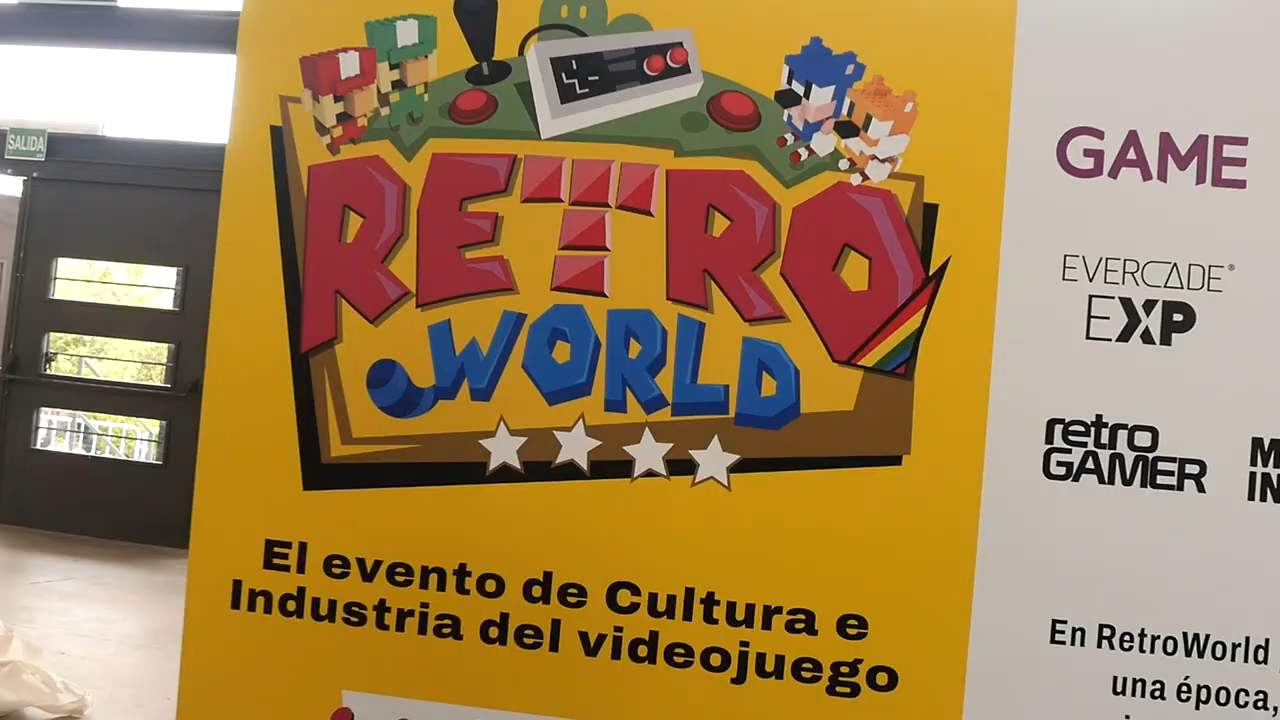 SALIDA
RETRO
WORLD
El evento de Cultura e
Industria del videojuego
GAME
EVERCADE®
EXP
retro
GAMER
En RetroWorld
una época,